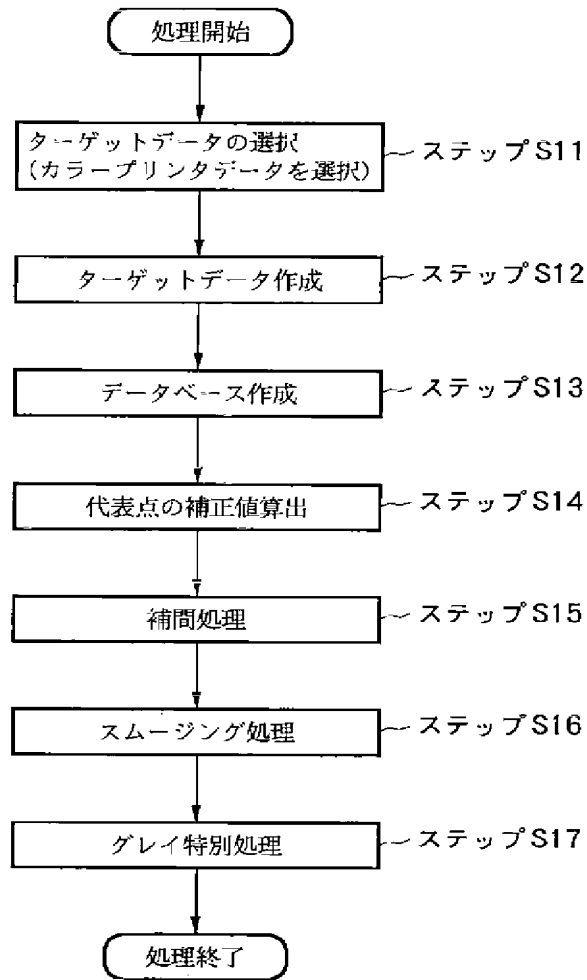 処理開始
ターゲットデータの選択
(カラープリンタデータを選択)
ステップS11
ターゲットデータ作成
ステップS12
データベース作成
ステップS13
代表点の補正値算出
ステップS14
補間処理
ステップS15
スムージング処理
ステップS16
グレイ特別処理
ステップS17
処理終了